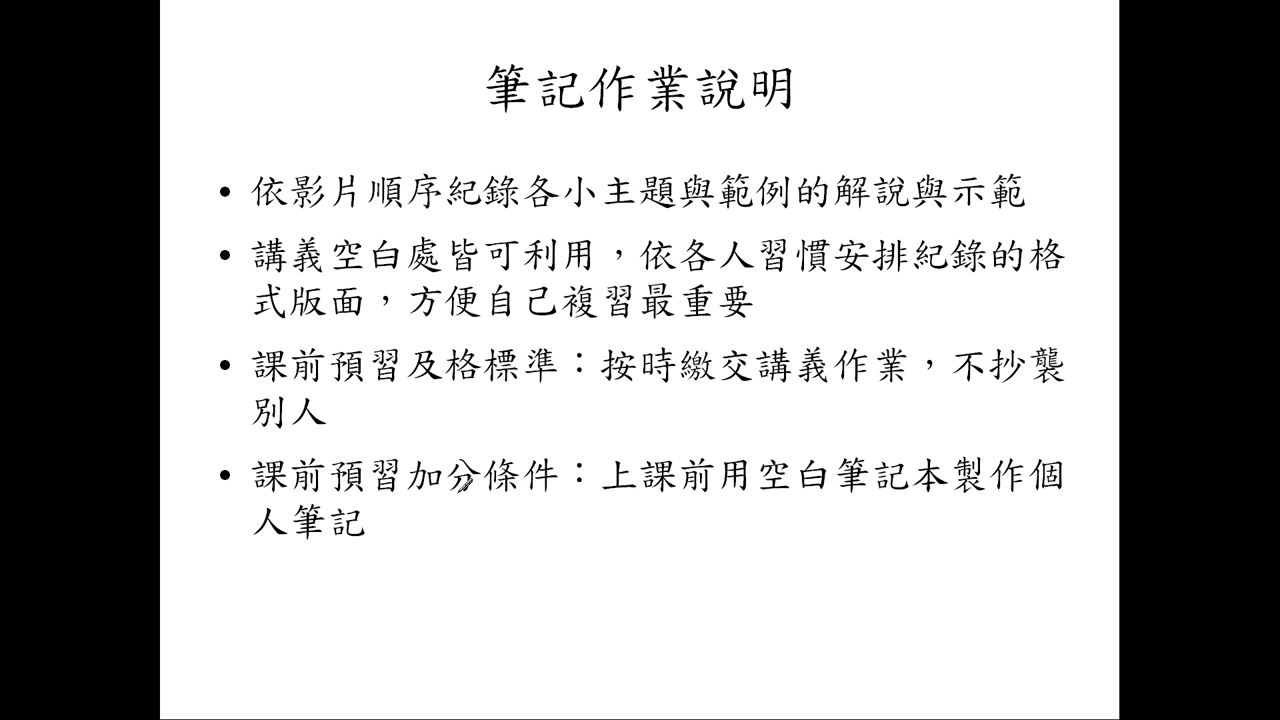 筆記作業說明
• 依影片順序紀錄各小主題與範例的解說與示範
• 講義空白處皆可利用，依各人習慣安排紀錄的格
式版面，方便自己複習最重要
• 課前預習及格標準：按時繳交講義作業，不抄襲
別人
• 課前預習加分條件：上課前用空白筆記本製作個
人筆記